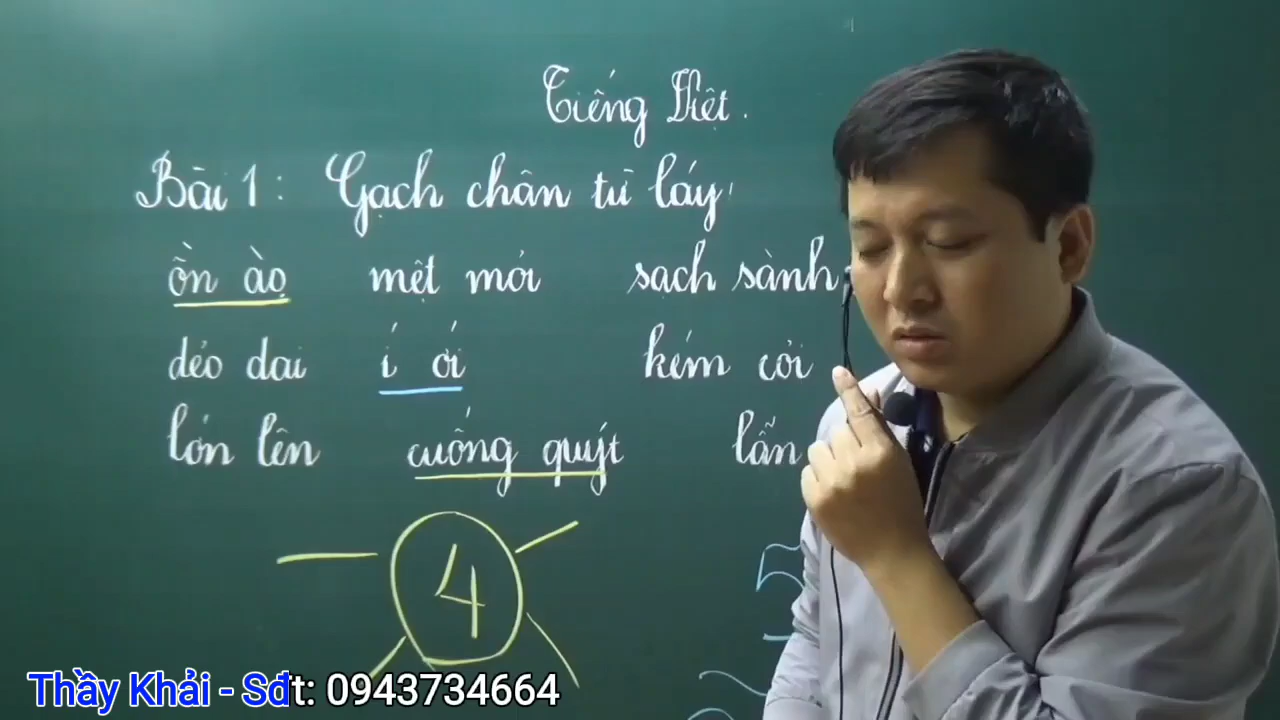 Tiếng Việt.
Bài 1: Gạch chân từ láy:
ồn ào mệt mỏi sạch sành
dẻo dai í ới kém cỏi
lớn lên cuống quýt lẩn
4
5
Thầy Khải - Sđt: 0943734664